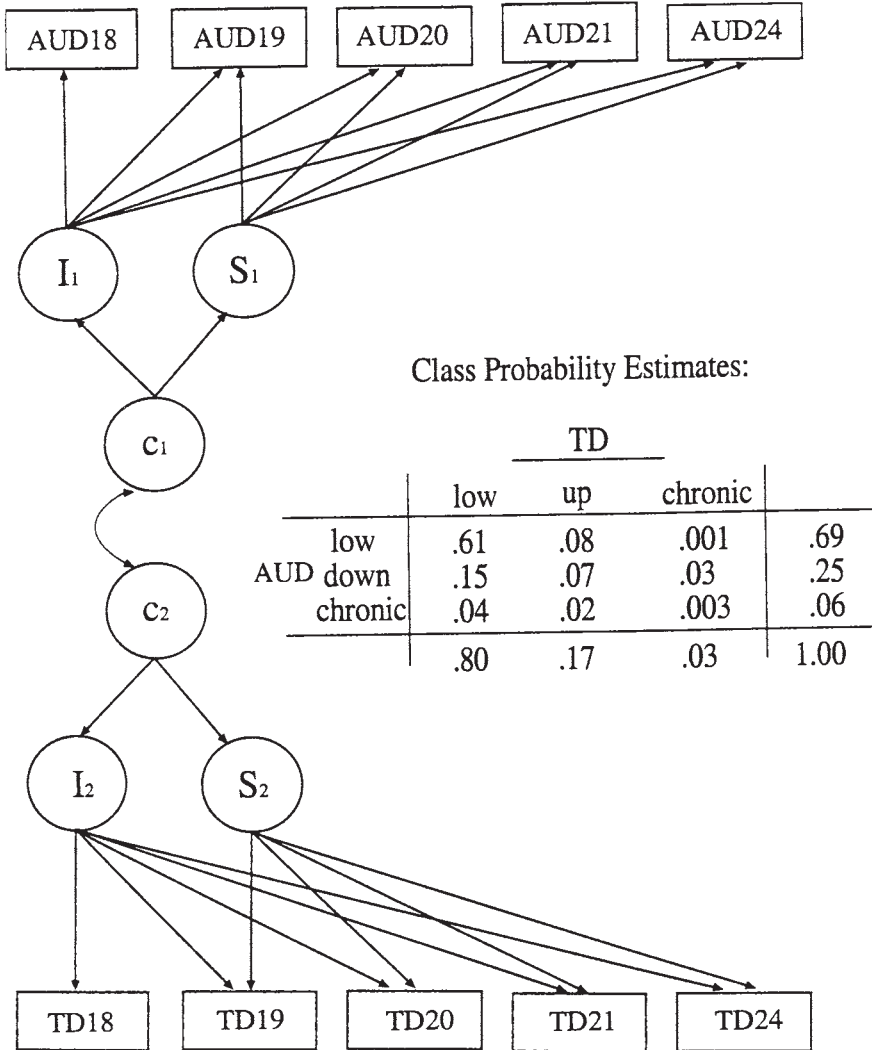 AUD18 AUD19 AUD20 AUD21 AUD24
I1 S1
Class Probability Estimates:
c1
TD
low up chronic
low .61 .08 .001 .69
AUD down .15 .07 .03 .25
chronic .04 .02 .003 .06
c2
.80 .17 .03 1.00
I2 S2
TD18 TD19 TD20 TD21 TD24